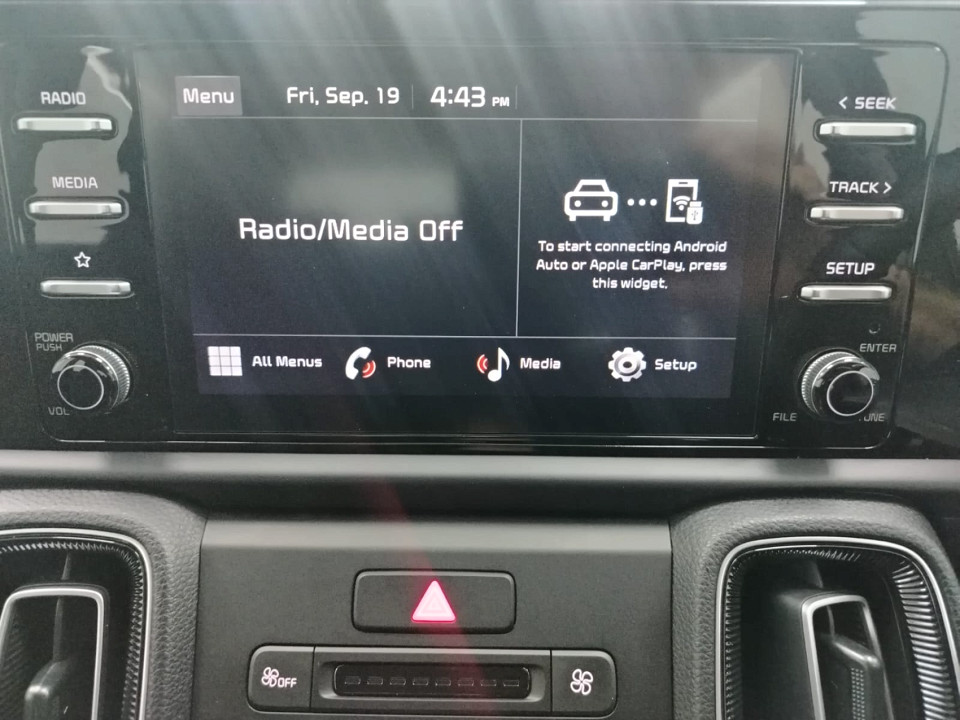 RADIO
MEDIA
POWER
PUSH
VOL
Menu
Fri, Sep. 19
4:43 PM
Radio/Media Off
To start connecting Android
Auto or Apple CarPlay, press
this widget.
All Menus
Phone
Media
Setup
< SEEK
TRACK >
SETUP
ENTER
FILE
OFF